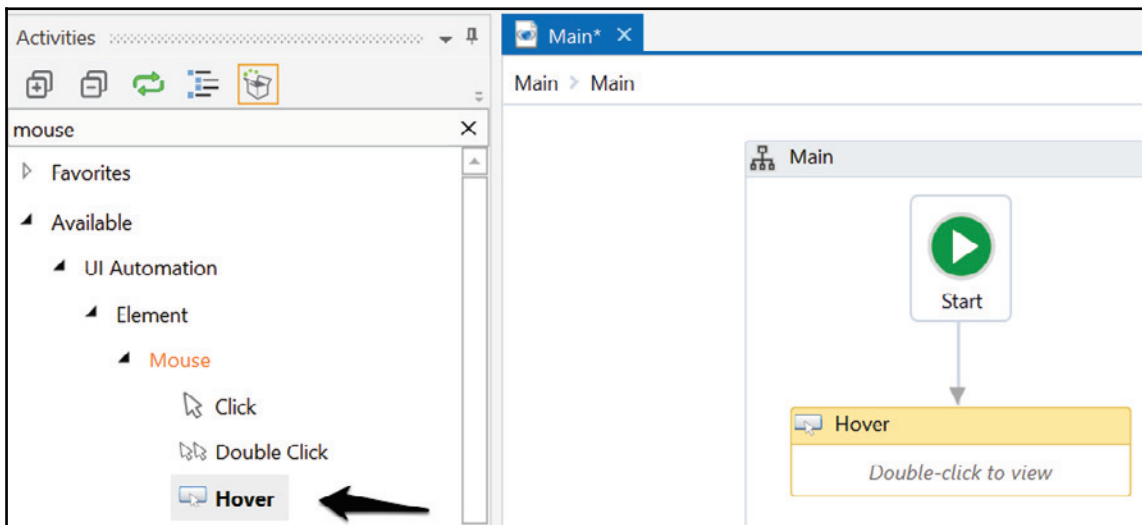 Activities
mouse
Favorites
Available
UI Automation
Element
Mouse
Click
Double Click
Hover
Main*
Main > Main
Main
Start
Hover
Double-click to view